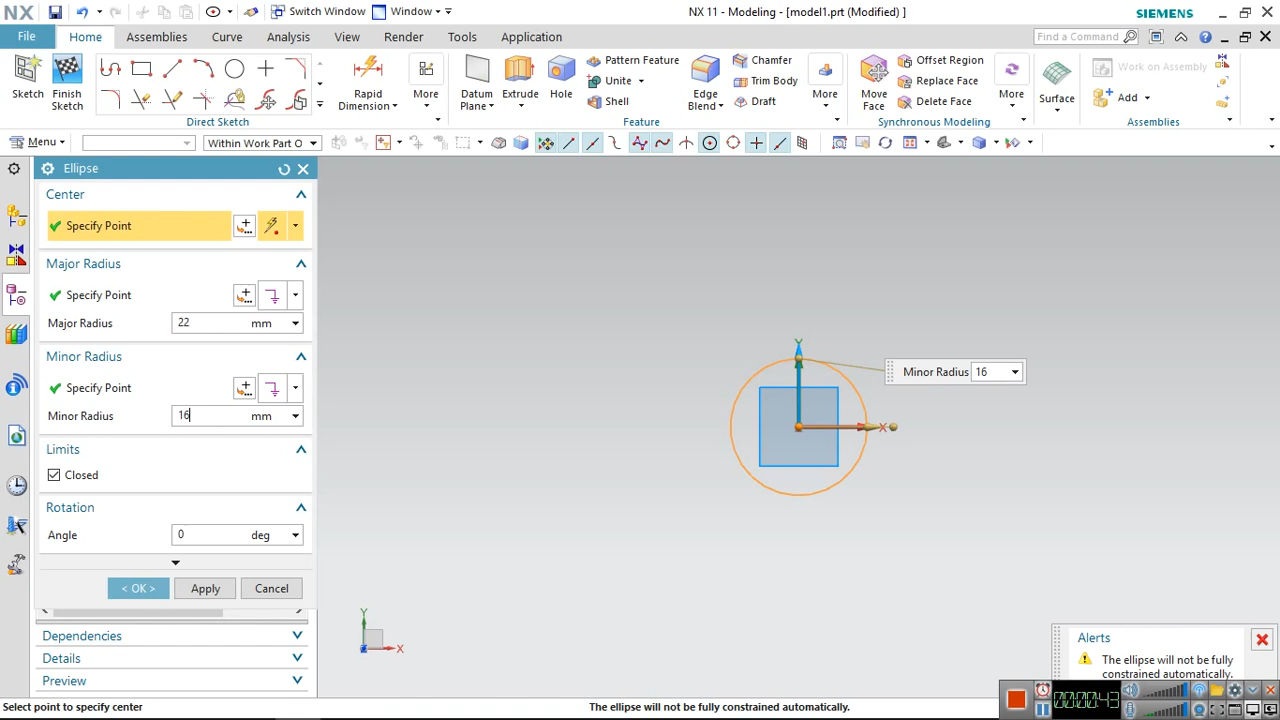 NX
Switch Window
Window
NX 11 - Modeling - [model1.prt (Modified) ]
SIEMENS
File
Home
Assemblies
Curve
View
Analysis
Render
Tools
Application
Find a Command
Sketch
Finish Sketch
Direct Sketch
Rapid Dimension
More
Datum Plane
Extrude
Hole
Pattern Feature
Unite
Shell
Feature
Edge Blend
Chamfer
Trim Body
Draft
More
Move Face
Offset Region
Replace Face
Delete Face
Synchronous Modeling
More
Surface
Work on Assembly
Add
Assemblies
Menu
Within Work Part O
Ellipse
Center
Specify Point
Major Radius
Specify Point
Major Radius 22 mm
Minor Radius
Specify Point
Minor Radius 16 mm
Limits
Closed
Rotation
Angle 0 deg
< OK >
Apply
Cancel
Dependencies
Details
Preview
Y
X
Minor Radius 16
Y
X
Alerts
The ellipse will not be fully
constrained automatically.
00:00:43
Select point to specify center
The ellipse will not be fully constrained automatically.